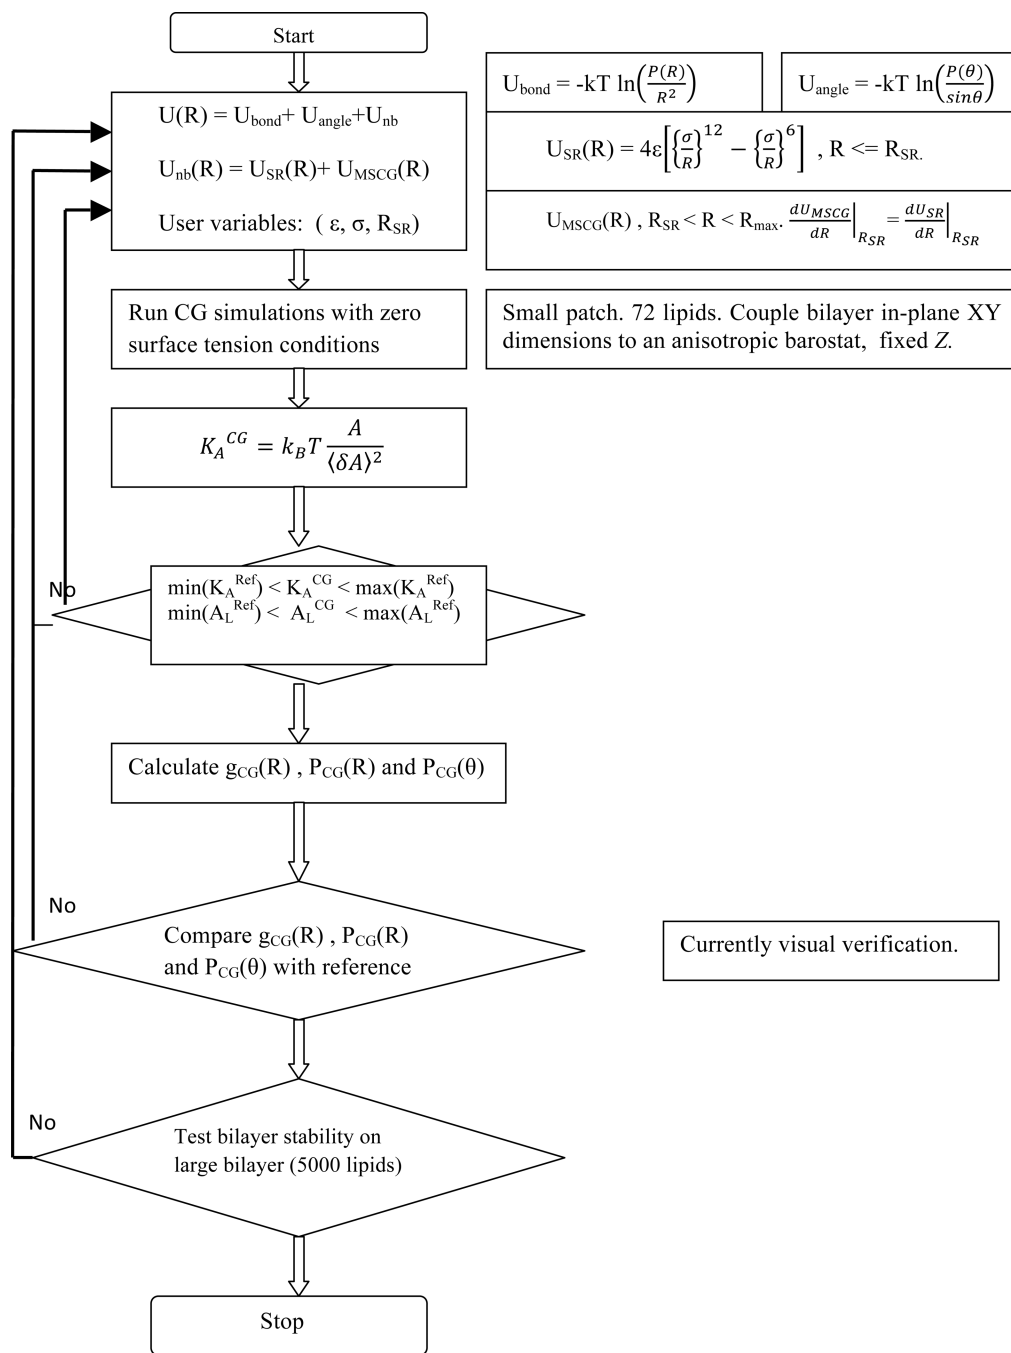 Start
U(R) = U_bond+ U_angle+U_nb
U_nb(R) = U_SR(R)+ U_MSCG(R)
User variables: ( ε, σ, R_SR)
U_bond = -kT ln(P(R)/R²)
U_angle = -kT ln(P(θ)/sinθ)
U_SR(R) = 4ε[{σ/R}^12 − {σ/R}^6] , R <= R_SR.
U_MSCG(R) , R_SR < R < R_max. dU_MSCG/dR|_R_SR = dU_SR/dR|_R_SR
Run CG simulations with zero
surface tension conditions
Small patch. 72 lipids. Couple bilayer in-plane XY
dimensions to an anisotropic barostat, fixed Z.
K_A^CG = k_B T A/⟨δA⟩²
No
min(K_A^Ref) < K_A^CG < max(K_A^Ref)
min(A_L^Ref) < A_L^CG < max(A_L^Ref)
Calculate g_CG(R) , P_CG(R) and P_CG(θ)
No
Compare g_CG(R) , P_CG(R)
and P_CG(θ) with reference
Currently visual verification.
No
Test bilayer stability on
large bilayer (5000 lipids)
Stop